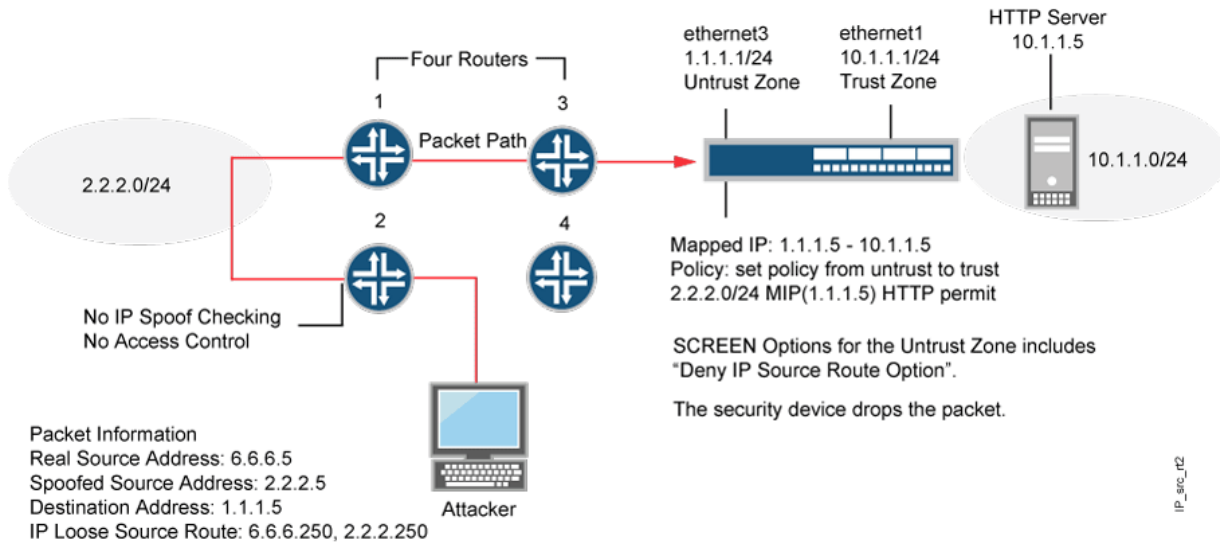 HTTP Server
10.1.1.5
ethernet3
1.1.1.1/24
Untrust Zone
ethernet1
10.1.1.1/24
Trust Zone
Four Routers
1
3
Packet Path
2.2.2.0/24
10.1.1.0/24
2
4
No IP Spoof Checking
No Access Control
Mapped IP: 1.1.1.5 - 10.1.1.5
Policy: set policy from untrust to trust
2.2.2.0/24 MIP(1.1.1.5) HTTP permit
SCREEN Options for the Untrust Zone includes
“Deny IP Source Route Option”.
The security device drops the packet.
Packet Information
Real Source Address: 6.6.6.5
Spoofed Source Address: 2.2.2.5
Destination Address: 1.1.1.5
IP Loose Source Route: 6.6.6.250, 2.2.2.250
Attacker
IP_src_rt2